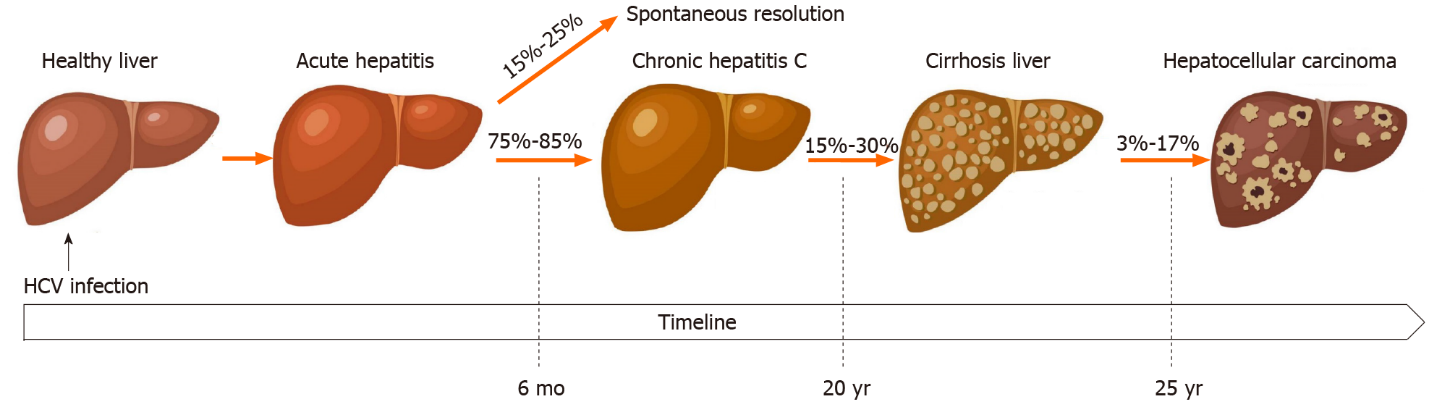 Spontaneous resolution
15%-25%
Healthy liver
Acute hepatitis
Chronic hepatitis C
Cirrhosis liver
Hepatocellular carcinoma
75%-85%
15%-30%
3%-17%
HCV infection
Timeline
6 mo
20 yr
25 yr